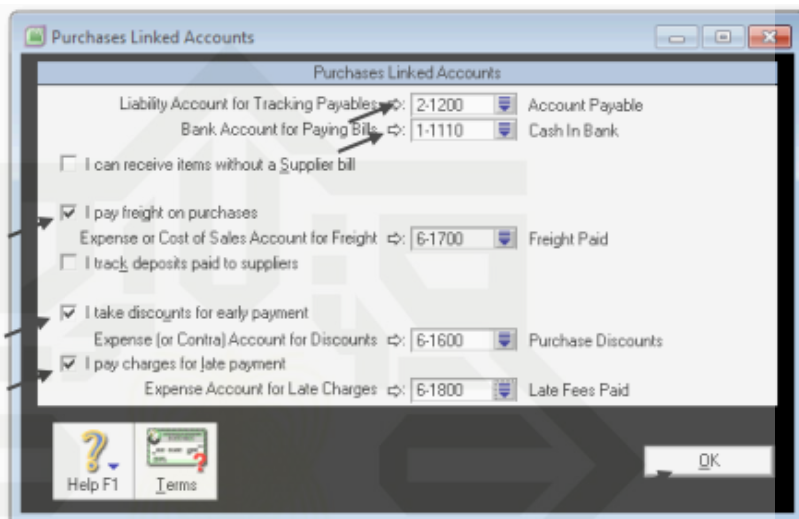 Purchases Linked Accounts
Purchases Linked Accounts
Liability Account for Tracking Payables 2-1200 Account Payable
Bank Account for Paying Bills 1-1110 Cash In Bank
I can receive items without a Supplier bill
I pay freight on purchases
Expense or Cost of Sales Account for Freight 6-1700 Freight Paid
I track deposits paid to suppliers
I take discounts for early payment
Expense (or Contra) Account for Discounts 6-1600 Purchase Discounts
I pay charges for late payment
Expense Account for Late Charges 6-1800 Late Fees Paid
Help F1 Terms OK